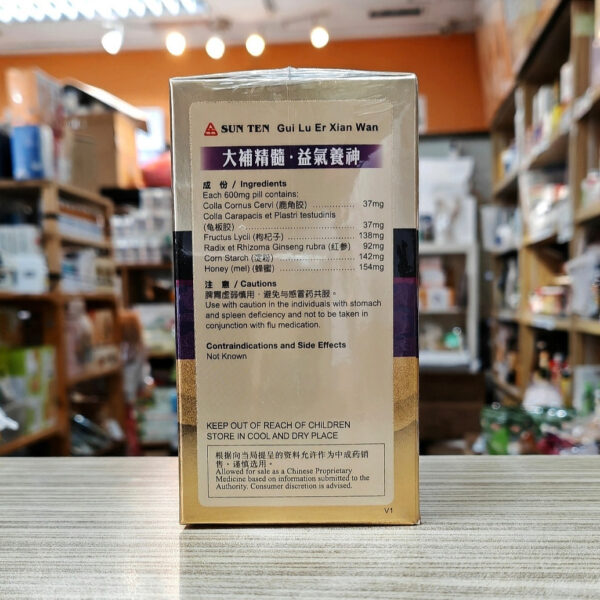 SUN TEN Gui Lu Er Xian Wan
大補精髓·益氣養神
成 份 / Ingredients
Each 600mg pill contains:
Colla Cornus Cervi (鹿角胶) 37mg
Colla Carapacis et Plastri testudinis
(龟板胶) 37mg
Fructus Lycii (枸杞子) 138mg
Radix et Rhizoma Ginseng rubra (红参) 92mg
Corn Starch (淀粉) 142mg
Honey (mel) (蜂蜜) 154mg
注 意 / Cautions
脾胃虚弱慎用，避免与感冒药共服。
Use with caution in the individuals with stomach
and spleen deficiency and not to be taken in
conjunction with flu medication.
Contraindications and Side Effects
Not Known
KEEP OUT OF REACH OF CHILDREN
STORE IN COOL AND DRY PLACE
根据向当局提呈的资料允许作为中成药销
售。谨慎选用。
Allowed for sale as a Chinese Proprietary
Medicine based on information submitted to the
Authority. Consumer discretion is advised.
V1